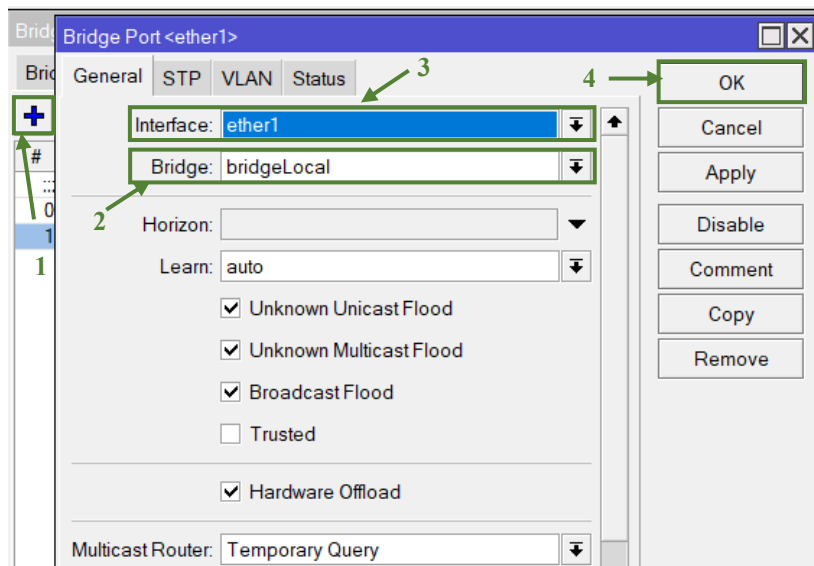 Bridg
Bridge Port <ether1>
Brid
General STP VLAN Status
3
4
OK
Interface: ether1
Cancel
#
Bridge: bridgeLocal
Apply
:::
0
2
Horizon:
Disable
1
1
Learn: auto
Comment
Unknown Unicast Flood
Copy
Unknown Multicast Flood
Remove
Broadcast Flood
Trusted
Hardware Offload
Multicast Router: Temporary Query